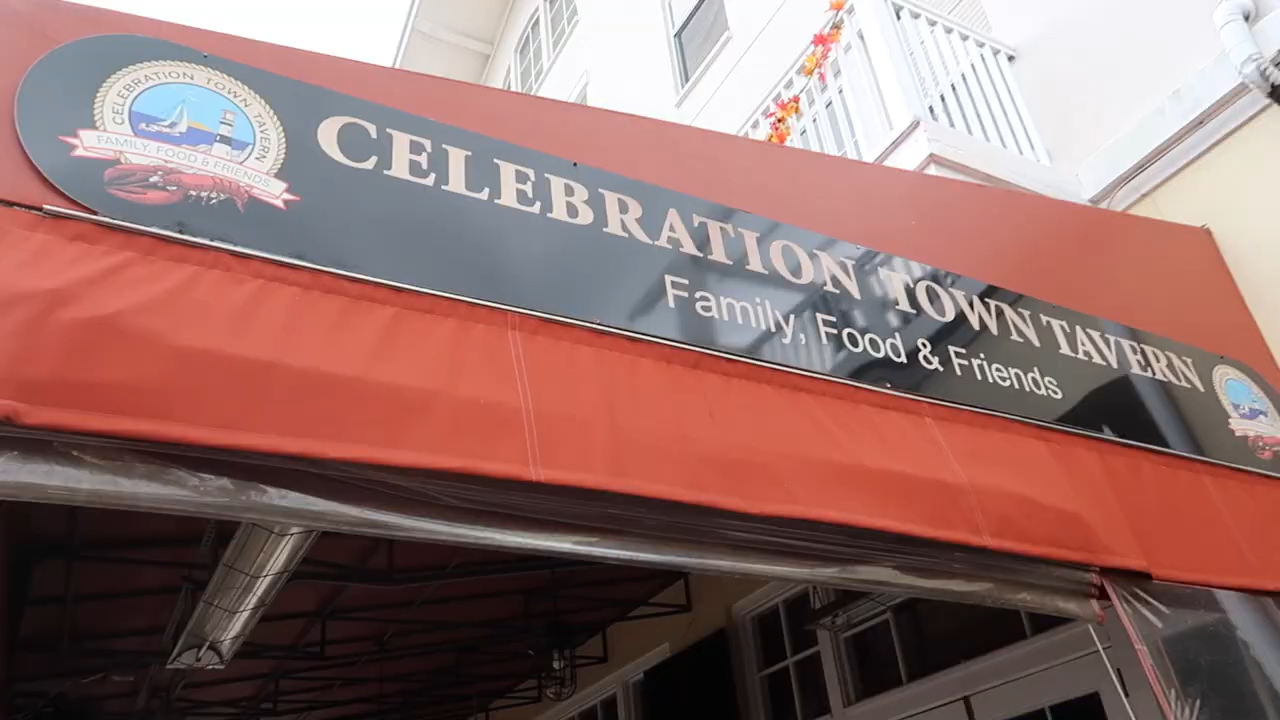 CELEBRATION TOWN TAVERN
FAMILY, FOOD & FRIENDS
CELEBRATION TOWN TAVERN
Family, Food & Friends